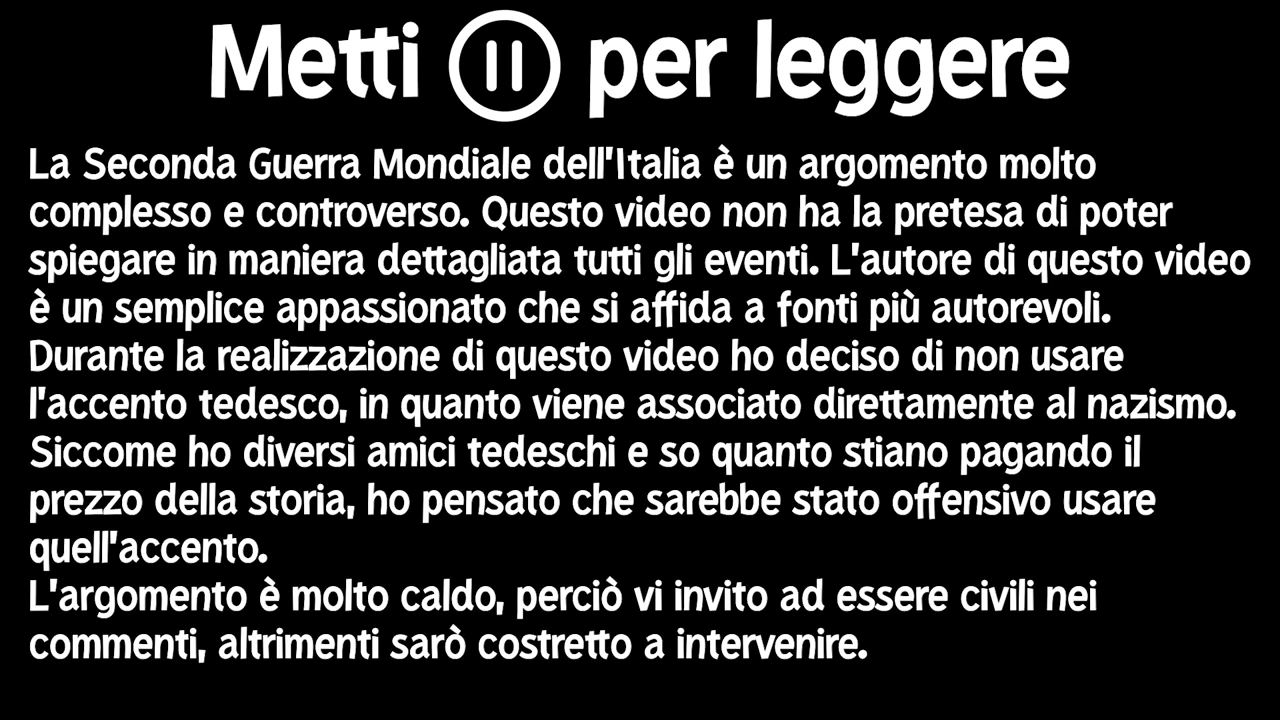 Metti per leggere
La Seconda Guerra Mondiale dell'Italia è un argomento molto
complesso e controverso. Questo video non ha la pretesa di poter
spiegare in maniera dettagliata tutti gli eventi. L'autore di questo video
è un semplice appassionato che si affida a fonti più autorevoli.
Durante la realizzazione di questo video ho deciso di non usare
l'accento tedesco, in quanto viene associato direttamente al nazismo.
Siccome ho diversi amici tedeschi e so quanto stiano pagando il
prezzo della storia, ho pensato che sarebbe stato offensivo usare
quell'accento.
L'argomento è molto caldo, perciò vi invito ad essere civili nei
commenti, altrimenti sarò costretto a intervenire.